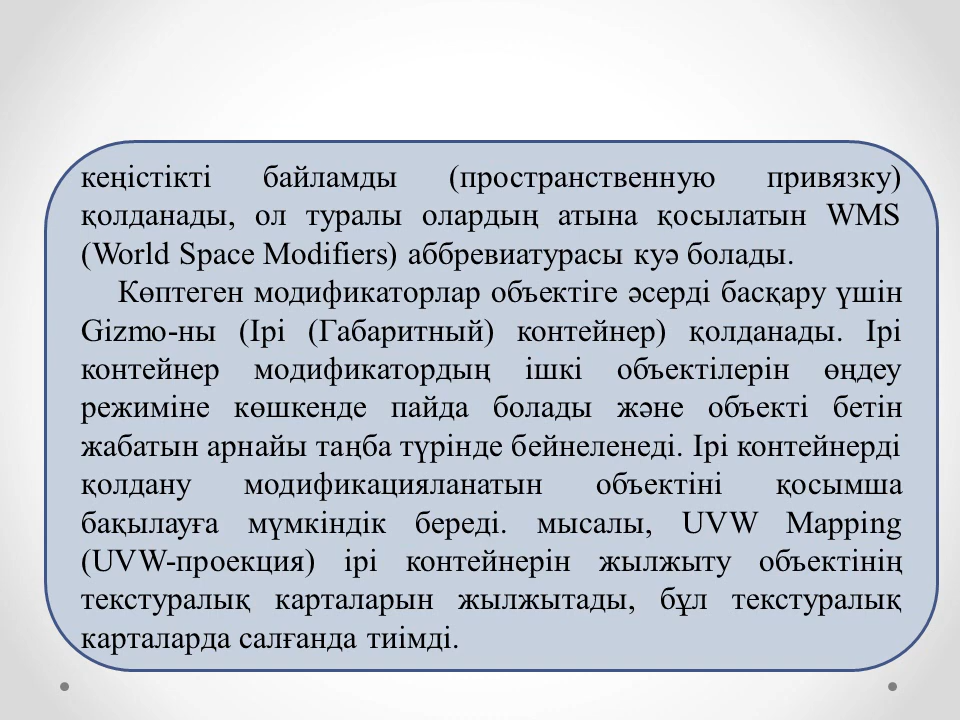 кеңістікті байламды (пространственную привязку)
қолданады, ол туралы олардың атына қосылатын WMS
(World Space Modifiers) аббревиатурасы куә болады.
Көптеген модификаторлар объектіге әсерді басқару үшін
Gizmo-ны (Ірі (Габаритный) контейнер) қолданады. Ірі
контейнер модификатордың ішкі объектілерін өңдеу
режиміне көшкенде пайда болады және объекті бетін
жабатын арнайы таңба түрінде бейнеленеді. Ірі контейнерді
қолдану модификацияланатын объектіні қосымша
бақылауға мүмкіндік береді. мысалы, UVW Mapping
(UVW-проекция) ірі контейнерін жылжыту объектінің
текстуралық карталарын жылжытады, бұл текстуралық
карталарда салғанда тиімді.